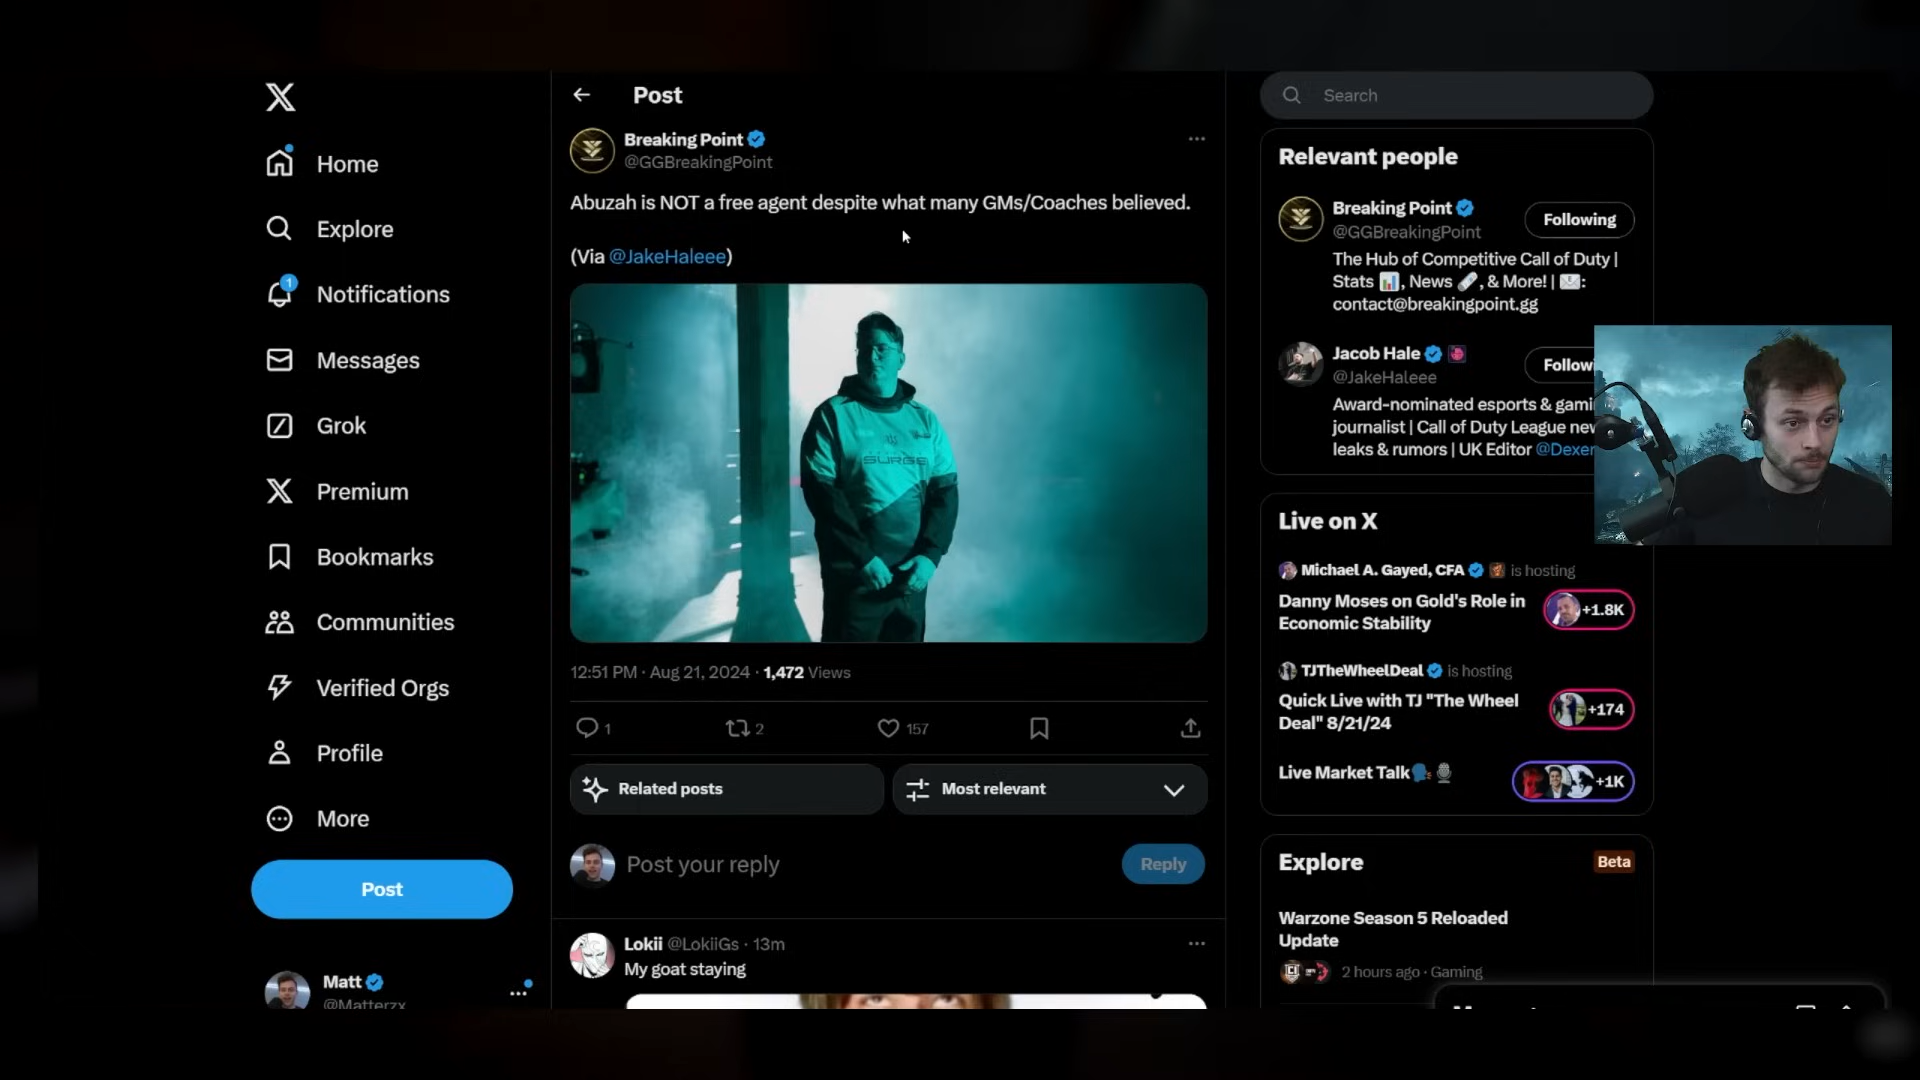 Home
Explore
1
Notifications
Messages
Grok
Premium
Bookmarks
Communities
Verified Orgs
Profile
More
Post
Matt
@Matterzx
Post
Breaking Point
@GGBreakingPoint
Abuzah is NOT a free agent despite what many GMs/Coaches believed.
(Via @JakeHaleee)
SURGE
12:51 PM · Aug 21, 2024 · 1,472 Views
1
2
157
Related posts
Most relevant
Post your reply
Reply
Lokii @LokiiGs · 13m
My goat staying
Search
Relevant people
Breaking Point
@GGBreakingPoint
Following
The Hub of Competitive Call of Duty |
Stats 📊, News 🗞️, & More! | 📨:
contact@breakingpoint.gg
Jacob Hale
@JakeHaleee
Followi
Award-nominated esports & gami
journalist | Call of Duty League new
leaks & rumors | UK Editor @Dexer
Live on X
Michael A. Gayed, CFA is hosting
Danny Moses on Gold's Role in
Economic Stability
+1.8K
TJTheWheelDeal is hosting
Quick Live with TJ "The Wheel
Deal" 8/21/24
+174
Live Market Talk🗣️🎙️
+1K
Explore
Beta
Warzone Season 5 Reloaded
Update
2 hours ago · Gaming